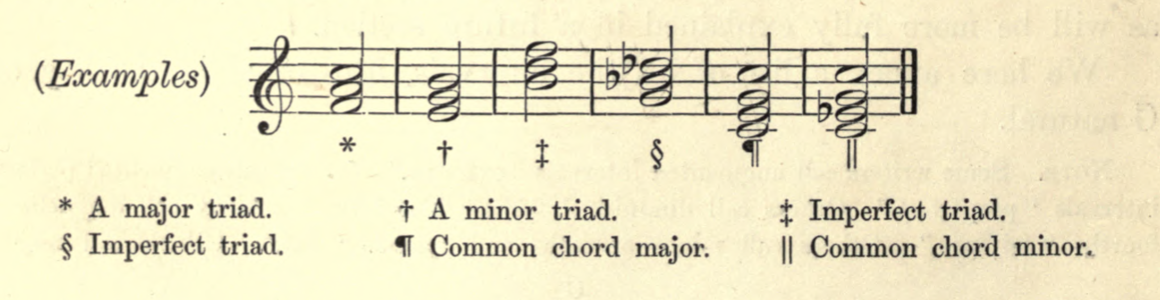 (Examples)
* † ‡ § ¶ ||
* A major triad. † A minor triad. ‡ Imperfect triad.
§ Imperfect triad. ¶ Common chord major. || Common chord minor.